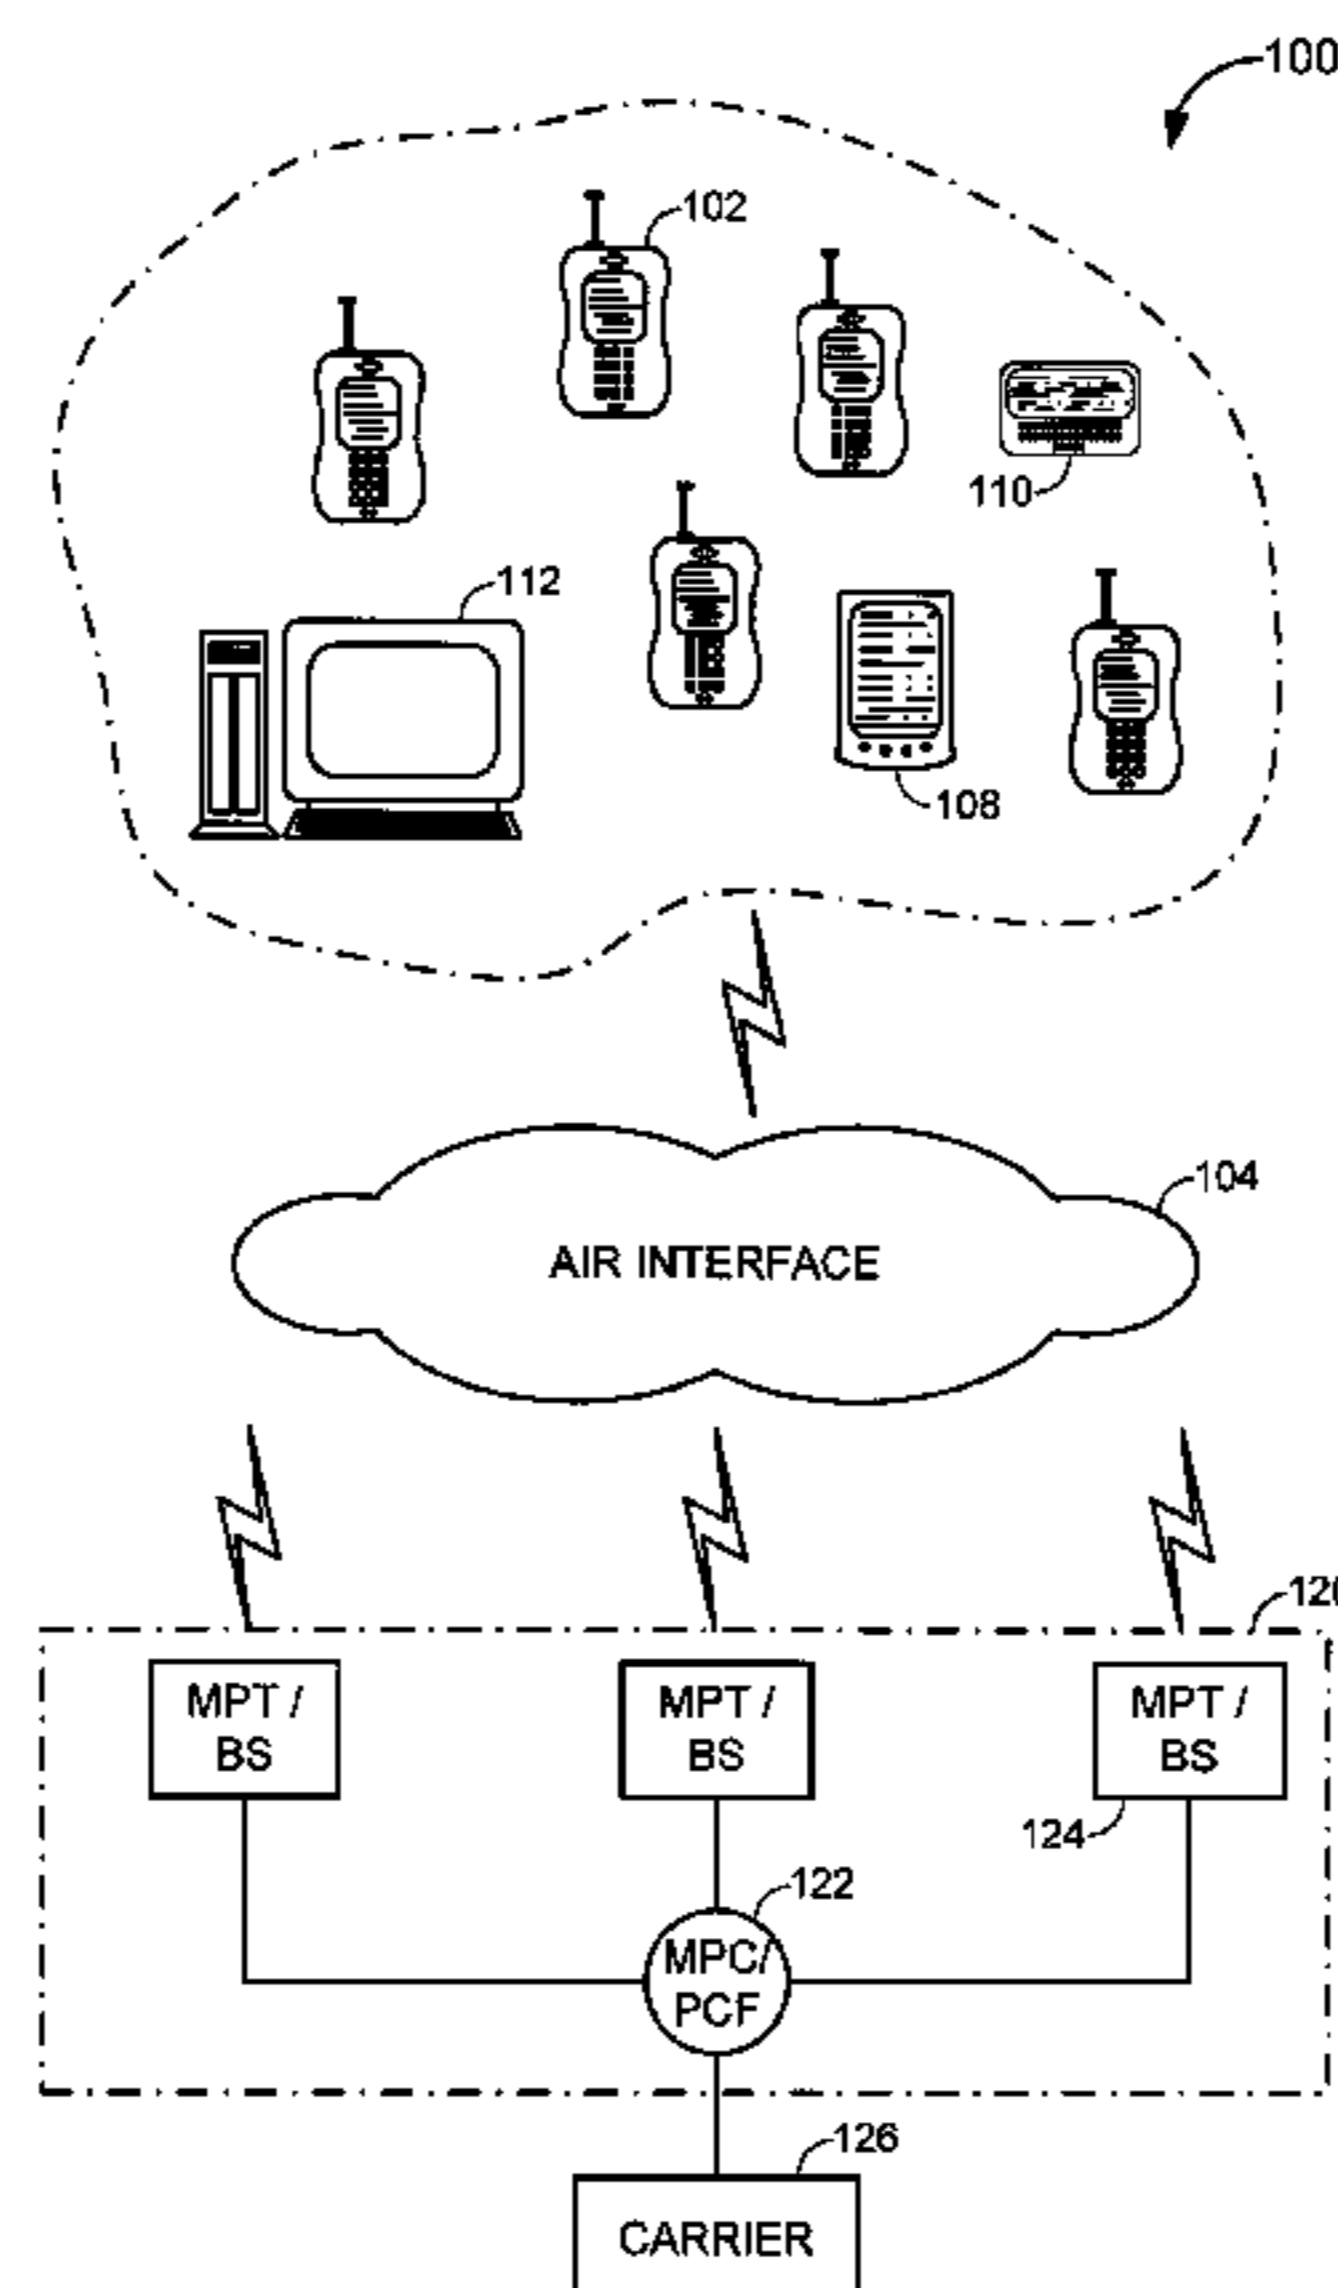 100
102
110
112
108
104
AIR INTERFACE
120
MPT /
BS
MPT /
BS
MPT /
BS
124
122
MPC/
PCF
126
CARRIER